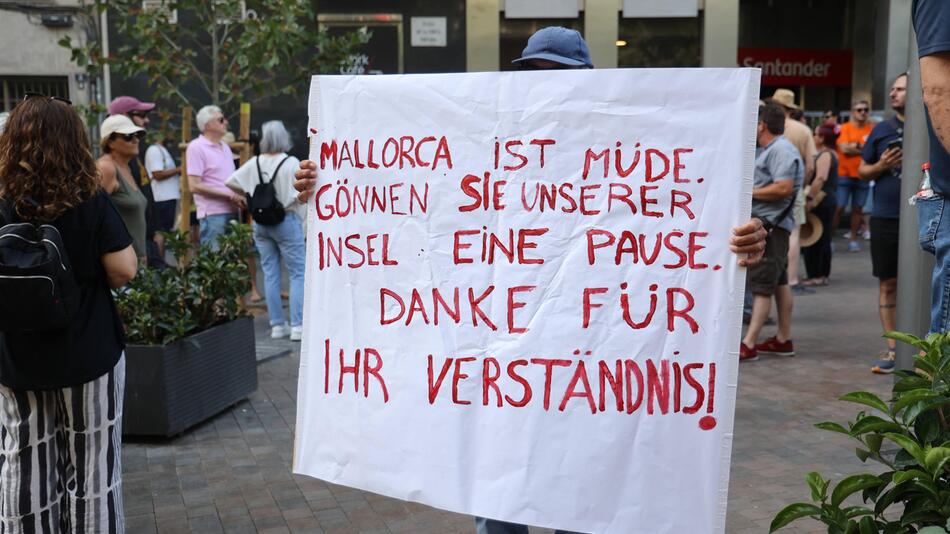 Santander
MALLORCA IST MÜDE.
GÖNNEN SIE UNSERER
INSEL EINE PAUSE.
DANKE FÜR
IHR VERSTÄNDNIS!